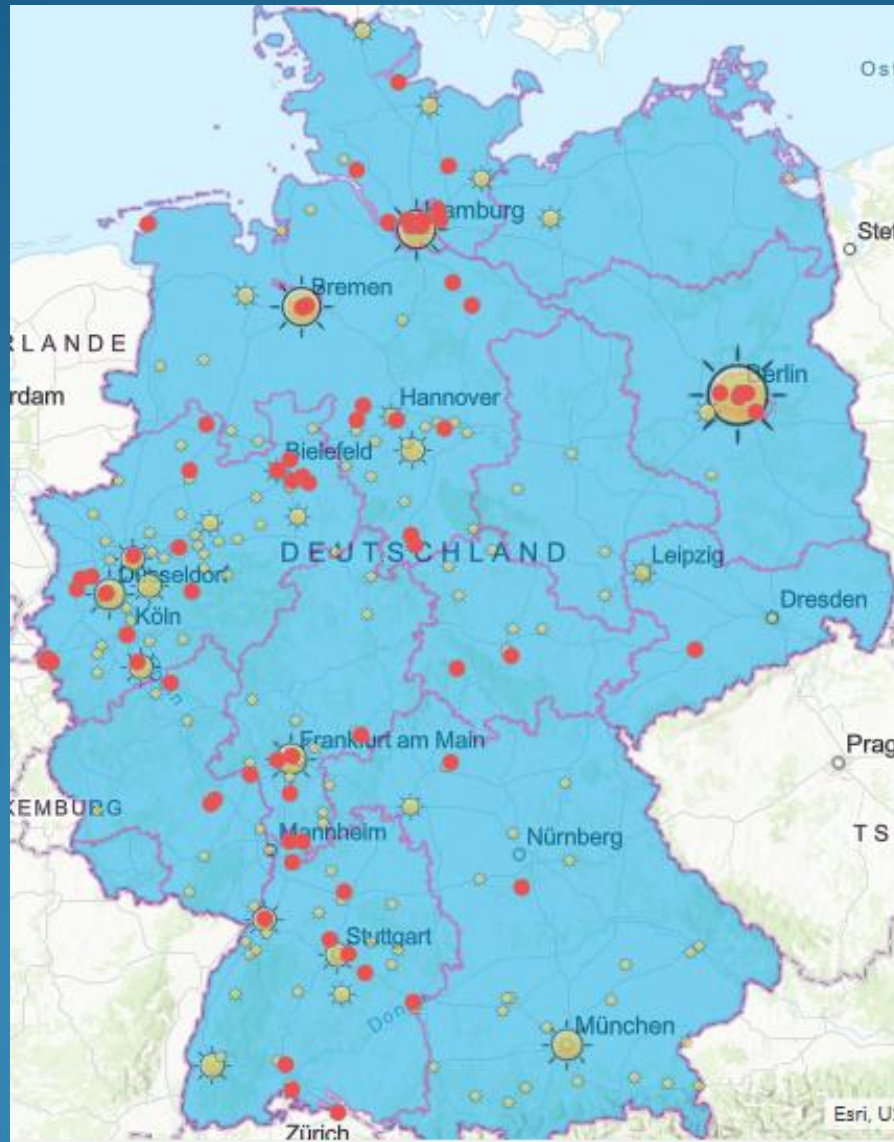 Ost
Hamburg
Stet
Bremen
RLANDE
Berlin
rdam
Hannover
Bielefeld
DEUTSCHLAND
Leipzig
Düsseldorf
Dresden
Köln
Frankfurt am Main
Prag
XEMBURG
TS
Mannheim
Nürnberg
Stuttgart
Donau
München
Zürich
Esri, US